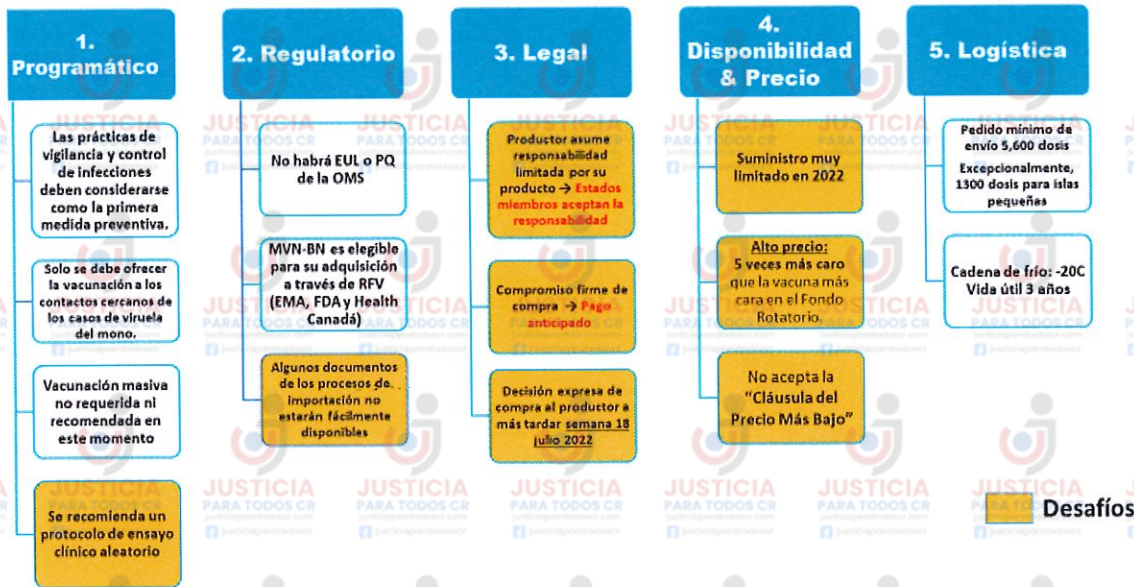 1.
Programático
Las prácticas de
vigilancia y control
de infecciones
deben considerarse
como la primera
medida preventiva.
Solo se debe ofrecer
la vacunación a los
contactos cercanos de
los casos de viruela
del mono.
Vacunación masiva
no requerida ni
recomendada en
este momento
Se recomienda un
protocolo de ensayo
clínico aleatorio
2. Regulatorio
No habrá EUL o PQ
de la OMS
MVN-BN es elegible
para su adquisición
a través de RFV
(EMA, FDA y Health
Canadá)
Algunos documentos
de los procesos de
importación no
estarán fácilmente
disponibles
3. Legal
Productor asume
responsabilidad
limitada por su
producto → Estados
miembros aceptan la
responsabilidad
Compromiso firme de
compra → Pago
anticipado
Decisión expresa de
compra al productor a
más tardar semana 18
julio 2022
4.
Disponibilidad
& Precio
Suministro muy
limitado en 2022
Alto precio:
5 veces más caro
que la vacuna más
cara en el Fondo
Rotatorio.
No acepta la
"Cláusula del
Precio Más Bajo"
5. Logística
Pedido mínimo de
envío 5,600 dosis
Excepcionalmente,
1300 dosis para islas
pequeñas
Cadena de frío: -20C
Vida útil 3 años
Desafíos
JUSTICIA
PARA TODOS CR